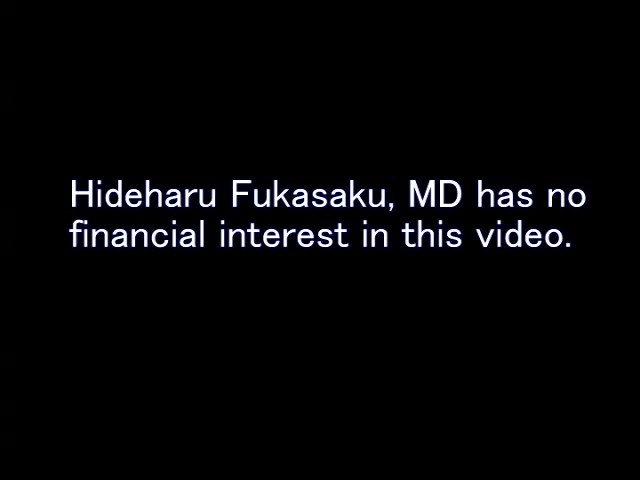 Hideharu Fukasaku, MD has no
financial interest in this video.